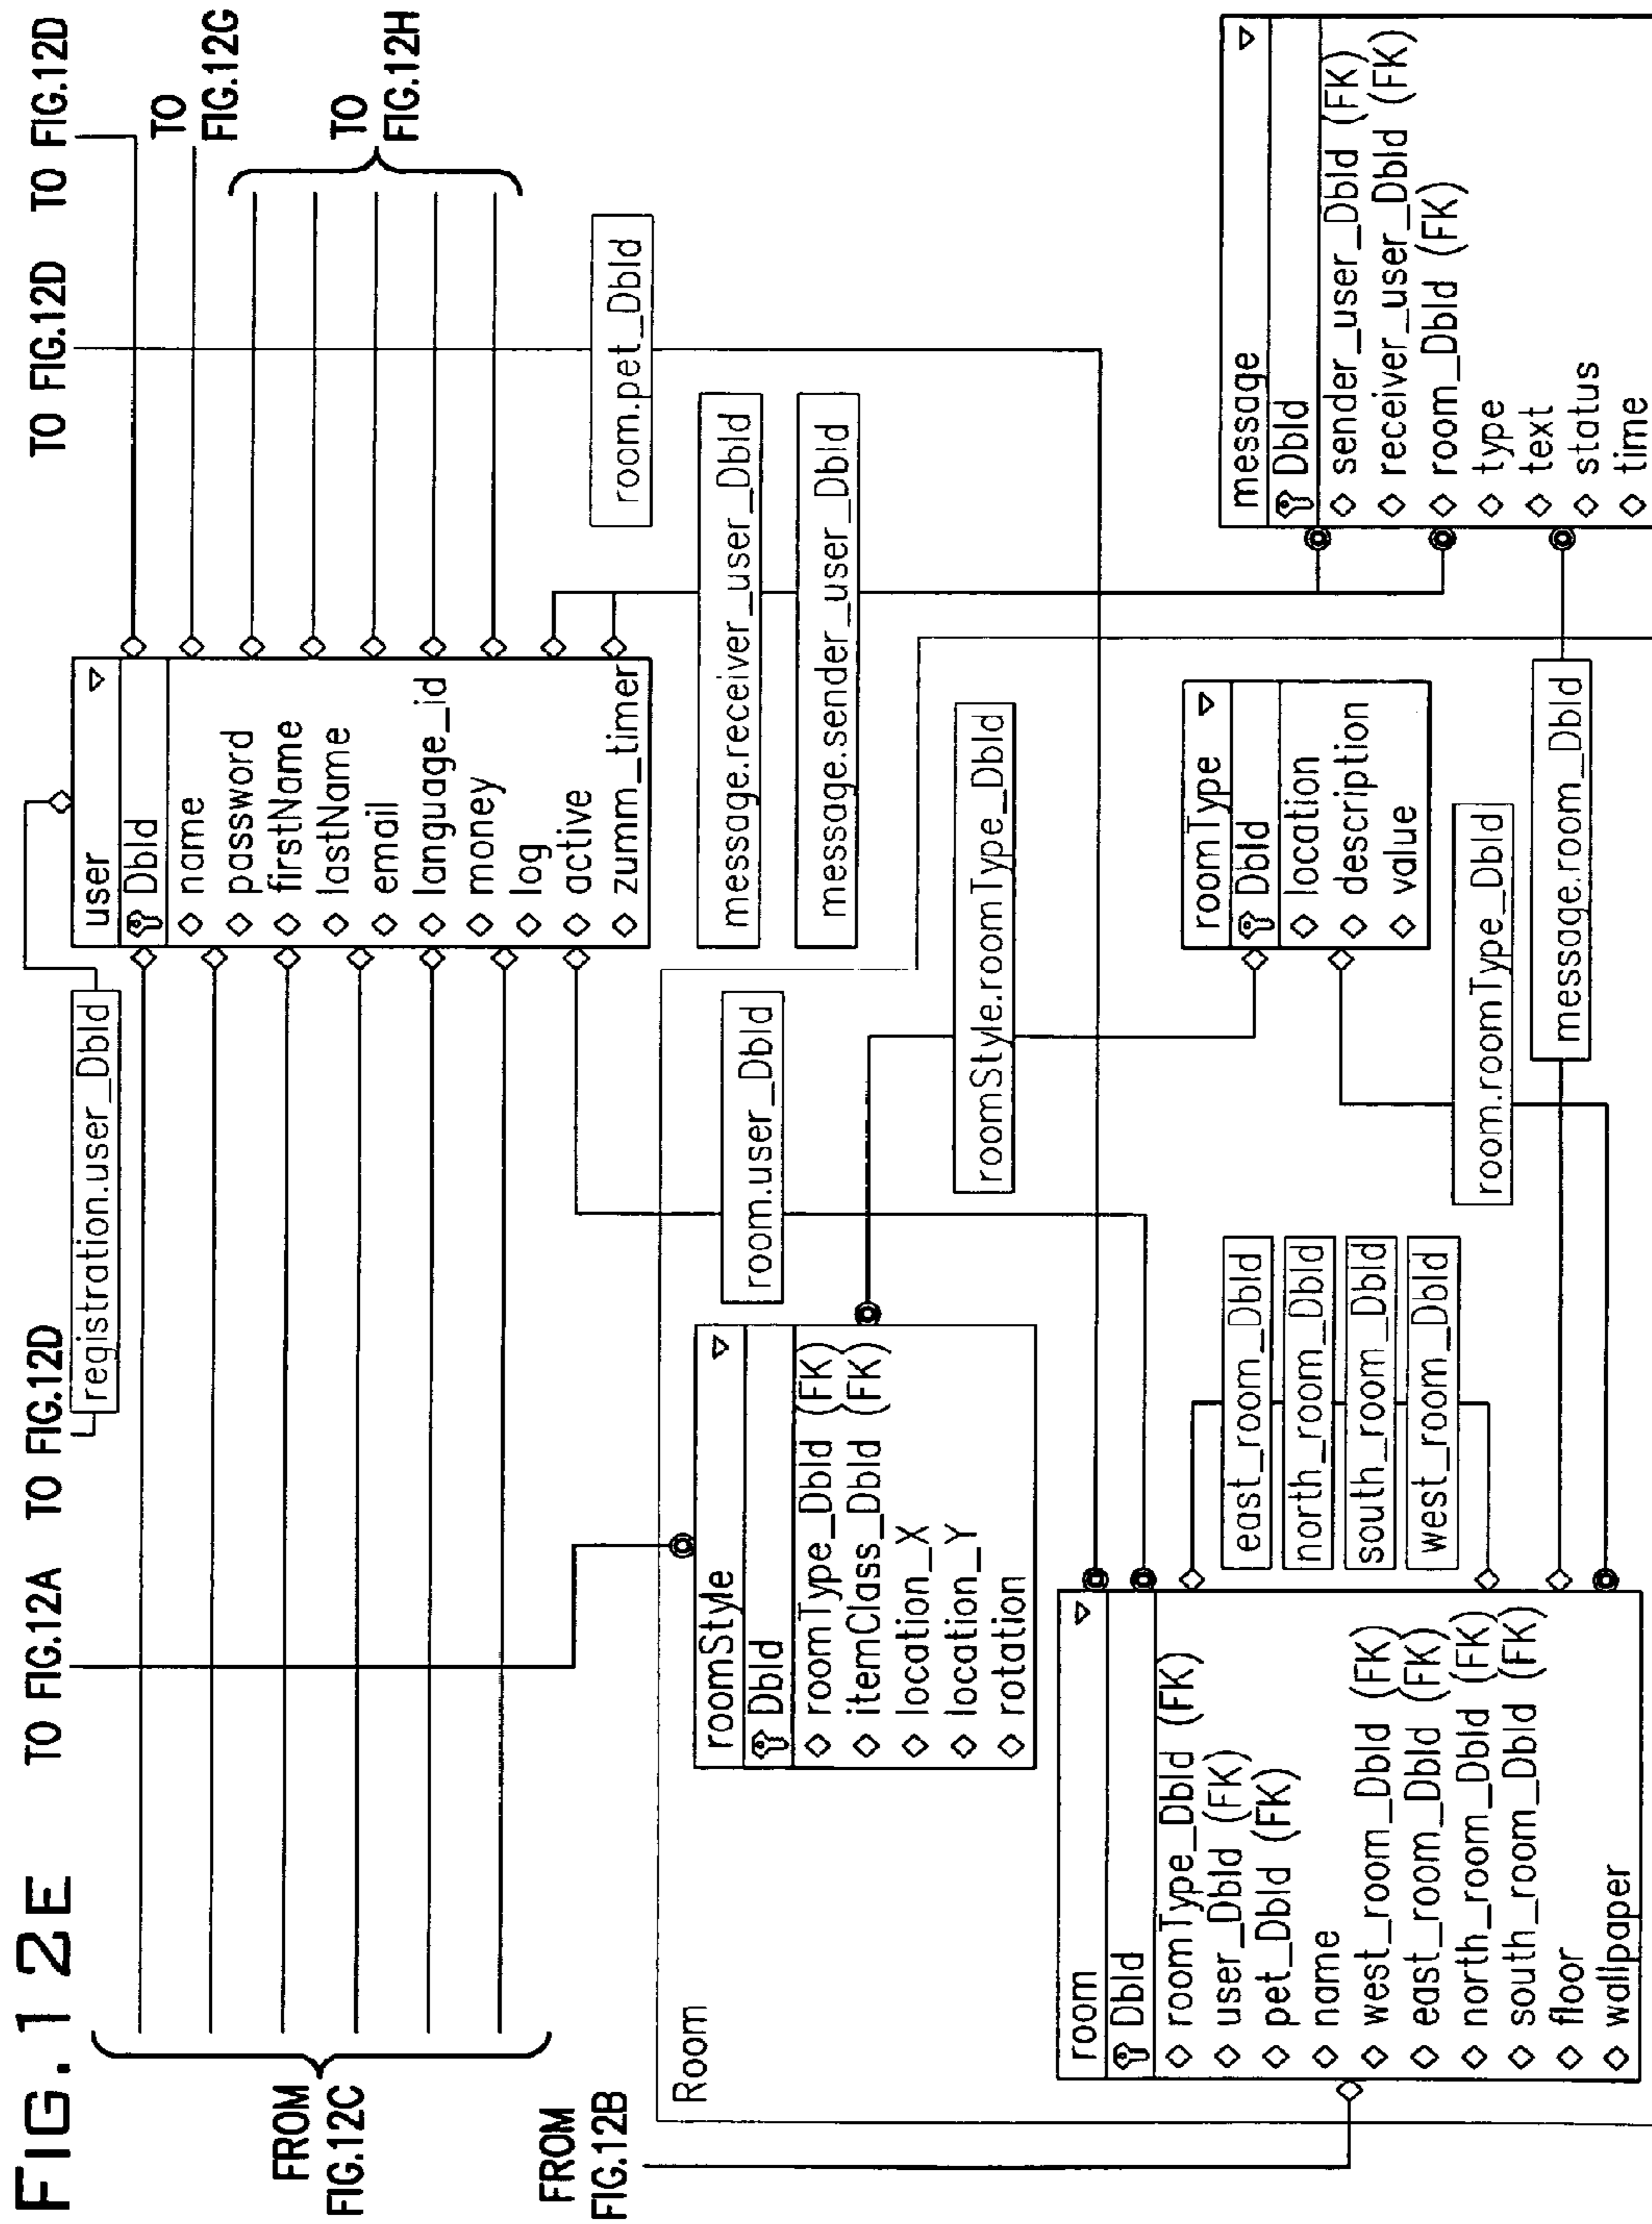 FIG. 12E
TO FIG.12A
TO FIG.12D
TO FIG.12D
TO FIG.12D
registration.user_DbId
FROM
FIG.12C
FROM
FIG.12B
TO
FIG.12G
TO
FIG.12H
user
DbId
name
password
firstName
lastName
email
language_id
money
log
active
zumm_timer
room.pet_DbId
message.receiver_user_DbId
message.sender_user_DbId
room.user_DbId
Room
roomStyle
DbId
roomType_DbId (FK)
itemClass_DbId (FK)
location_X
location_Y
rotation
roomStyle.roomType_DbId
roomType
DbId
location
description
value
room.roomType_DbId
message.room_DbId
room
DbId
roomType_DbId (FK)
user_DbId (FK)
pet_DbId (FK)
name
west_room_DbId (FK)
east_room_DbId (FK)
north_room_DbId (FK)
south_room_DbId (FK)
floor
wallpaper
east_room_DbId
north_room_DbId
south_room_DbId
west_room_DbId
message
DbId
sender_user_DbId (FK)
receiver_user_DbId (FK)
room_DbId (FK)
type
text
status
time